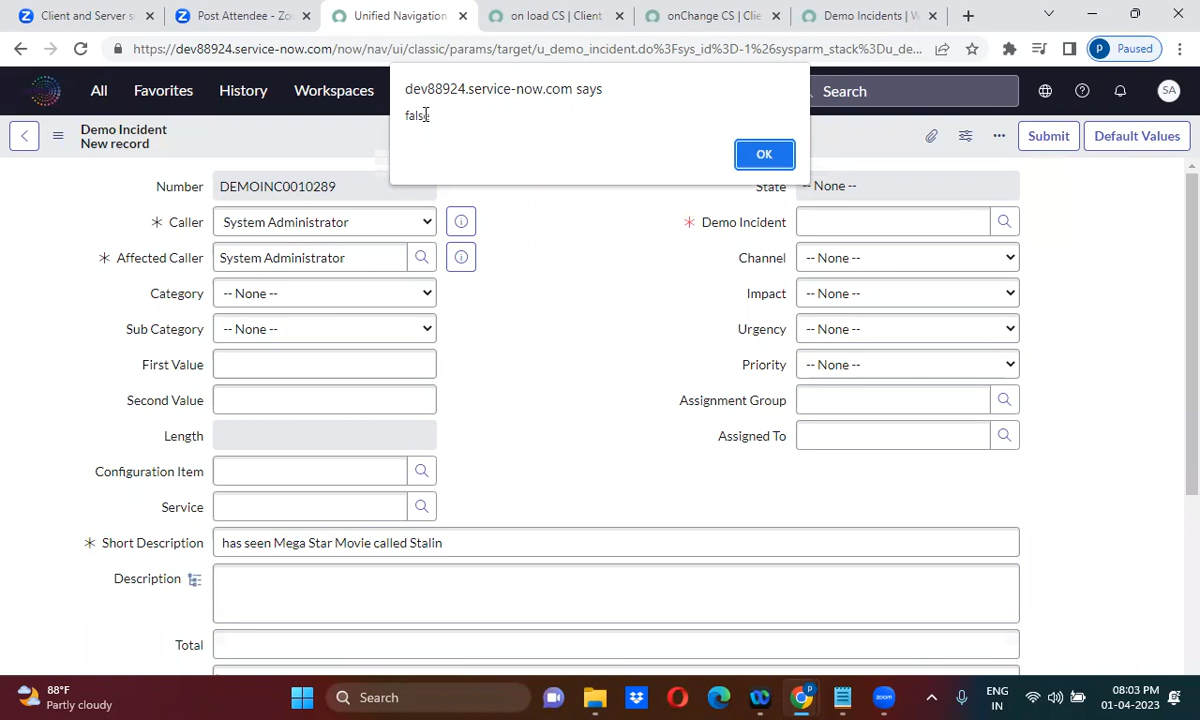 Client and Server s
Post Attendee - Zo
Unified Navigation
on load CS | Client
onChange CS | Clie
Demo Incidents | W
https://dev88924.service-now.com/now/nav/ui/classic/params/target/u_demo_incident.do%3Fsys_id%3D-1%26sysparm_stack%3Du_de...
P Paused
All Favorites History Workspaces
Search
SA
dev88924.service-now.com says
false
OK
Demo Incident
New record
Submit
Default Values
Number DEMOINC0010289
State -- None --
* Caller System Administrator
* Demo Incident
* Affected Caller System Administrator
Channel -- None --
Category -- None --
Impact -- None --
Sub Category -- None --
Urgency -- None --
First Value
Priority -- None --
Second Value
Assignment Group
Length
Assigned To
Configuration Item
Service
* Short Description has seen Mega Star Movie called Stalin
Description
Total
88°F
Partly cloudy
Search
zoom
ENG
IN
08:03 PM
01-04-2023